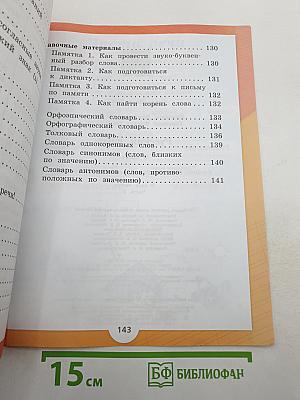 авочные материалы .................. 130
Памятка 1. Как провести звуко-буквен-
ный разбор слова .................. 130
Памятка 2. Как подготовиться
к диктанту .................. 131
Памятка 3. Как подготовиться к письму
по памяти .................. 132
Памятка 4. Как найти корень слова ... 132
Орфоэпический словарь .................. 133
Орфографический словарь .................. 134
Толковый словарь .................. 136
Словарь однокоренных слов .................. 139
Словарь синонимов (слов, близких
по значению) .................. 140
Словарь антонимов (слов, противо-
положных по значению) .................. 141
143
15 см
БФ БИБЛИОФАН